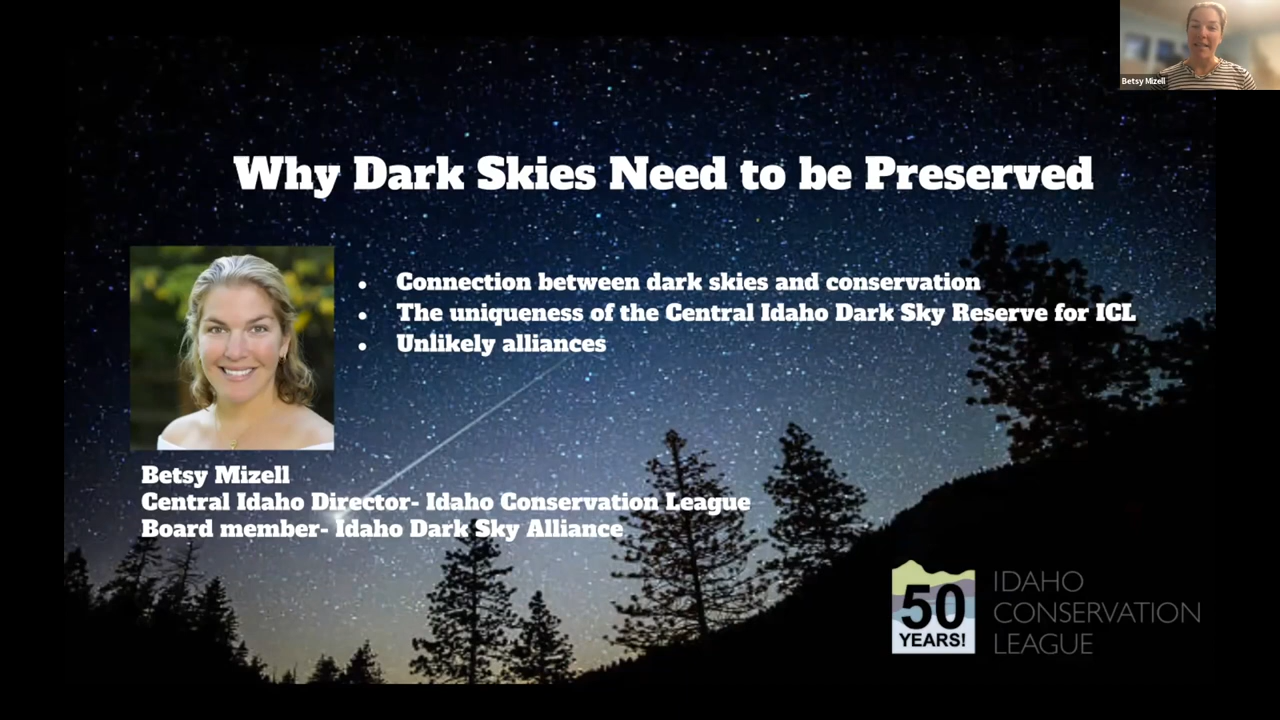 Betsy Mizell
Why Dark Skies Need to be Preserved
• Connection between dark skies and conservation
• The uniqueness of the Central Idaho Dark Sky Reserve for ICL
• Unlikely alliances
Betsy Mizell
Central Idaho Director- Idaho Conservation League
Board member- Idaho Dark Sky Alliance
50
YEARS!
IDAHO
CONSERVATION
LEAGUE